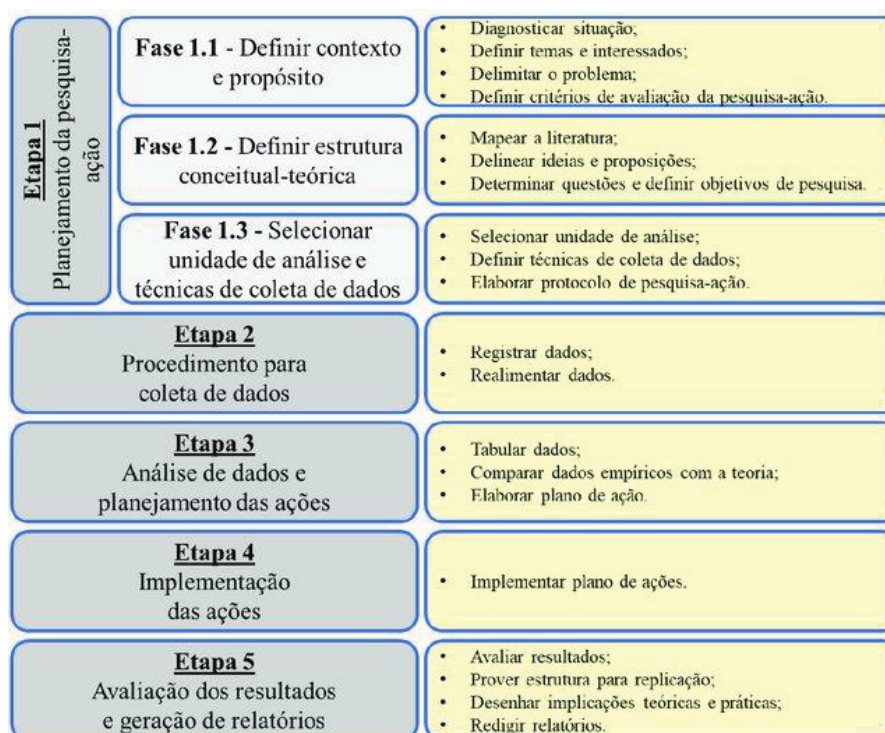 Etapa 1
Planejamento da pesquisa-
ação
Fase 1.1 - Definir contexto
e propósito
• Diagnosticar situação;
• Definir temas e interessados;
• Delimitar o problema;
• Definir critérios de avaliação da pesquisa-ação.
Fase 1.2 - Definir estrutura
conceitual-teórica
• Mapear a literatura;
• Delinear ideias e proposições;
• Determinar questões e definir objetivos de pesquisa.
Fase 1.3 - Selecionar
unidade de análise e
técnicas de coleta de dados
• Selecionar unidade de análise;
• Definir técnicas de coleta de dados;
• Elaborar protocolo de pesquisa-ação.
Etapa 2
Procedimento para
coleta de dados
• Registrar dados;
• Realimentar dados.
Etapa 3
Análise de dados e
planejamento das ações
• Tabular dados;
• Comparar dados empíricos com a teoria;
• Elaborar plano de ação.
Etapa 4
Implementação
das ações
• Implementar plano de ações.
Etapa 5
Avaliação dos resultados
e geração de relatórios
• Avaliar resultados;
• Prover estrutura para replicação;
• Desenhar implicações teóricas e práticas;
• Redigir relatórios.